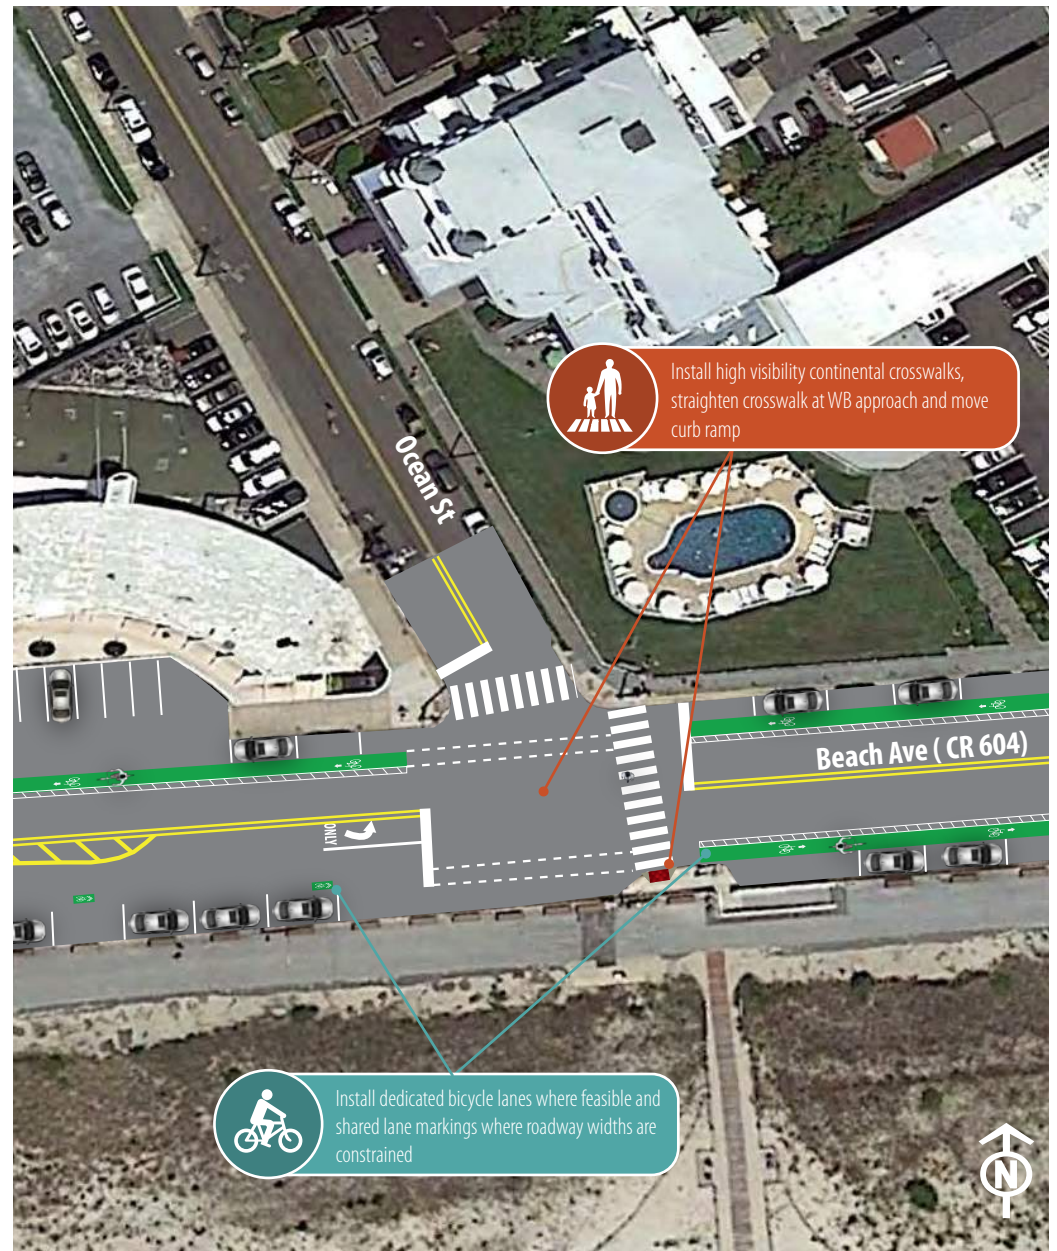 Install high visibility continental crosswalks,
straighten crosswalk at WB approach and move
curb ramp
Ocean St
Beach Ave ( CR 604)
ONLY
Install dedicated bicycle lanes where feasible and
shared lane markings where roadway widths are
constrained
N